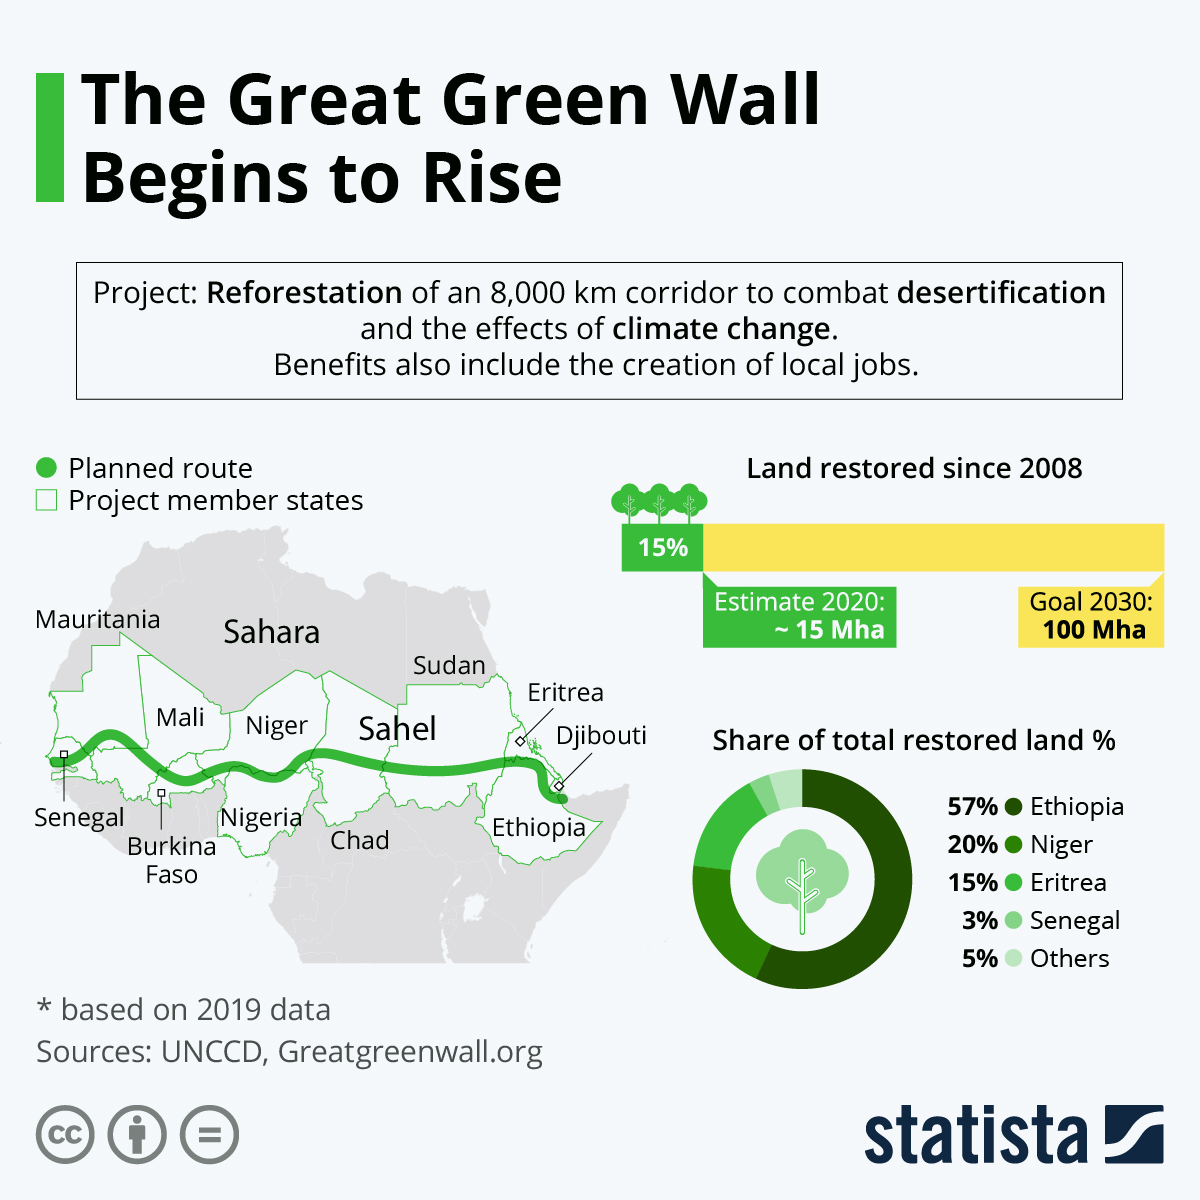 The Great Green Wall
Begins to Rise
Project: Reforestation of an 8,000 km corridor to combat desertification
and the effects of climate change.
Benefits also include the creation of local jobs.
Planned route
Project member states
Mauritania
Sahara
Sudan
Eritrea
Mali
Niger
Sahel
Djibouti
Senegal
Nigeria
Burkina
Faso
Chad
Ethiopia
Land restored since 2008
15%
Estimate 2020:
~ 15 Mha
Goal 2030:
100 Mha
Share of total restored land %
57% Ethiopia
20% Niger
15% Eritrea
3% Senegal
5% Others
* based on 2019 data
Sources: UNCCD, Greatgreenwall.org
cc
statista